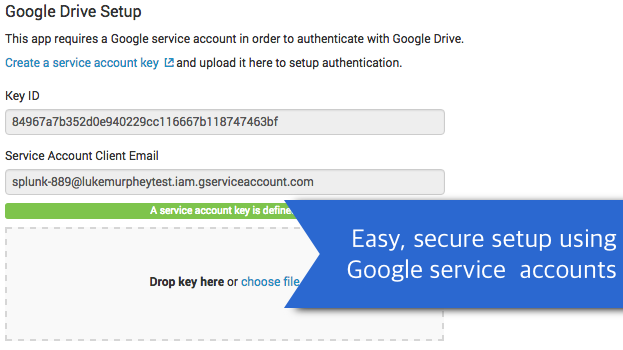 Google Drive Setup
This app requires a Google service account in order to authenticate with Google Drive.
Create a service account key and upload it here to setup authentication.
Key ID
84967a7b352d0e940229cc116667b118747463bf
Service Account Client Email
splunk-889@lukemurpheytest.iam.gserviceaccount.com
A service account key is define
Drop key here or choose file
Easy, secure setup using
Google service accounts